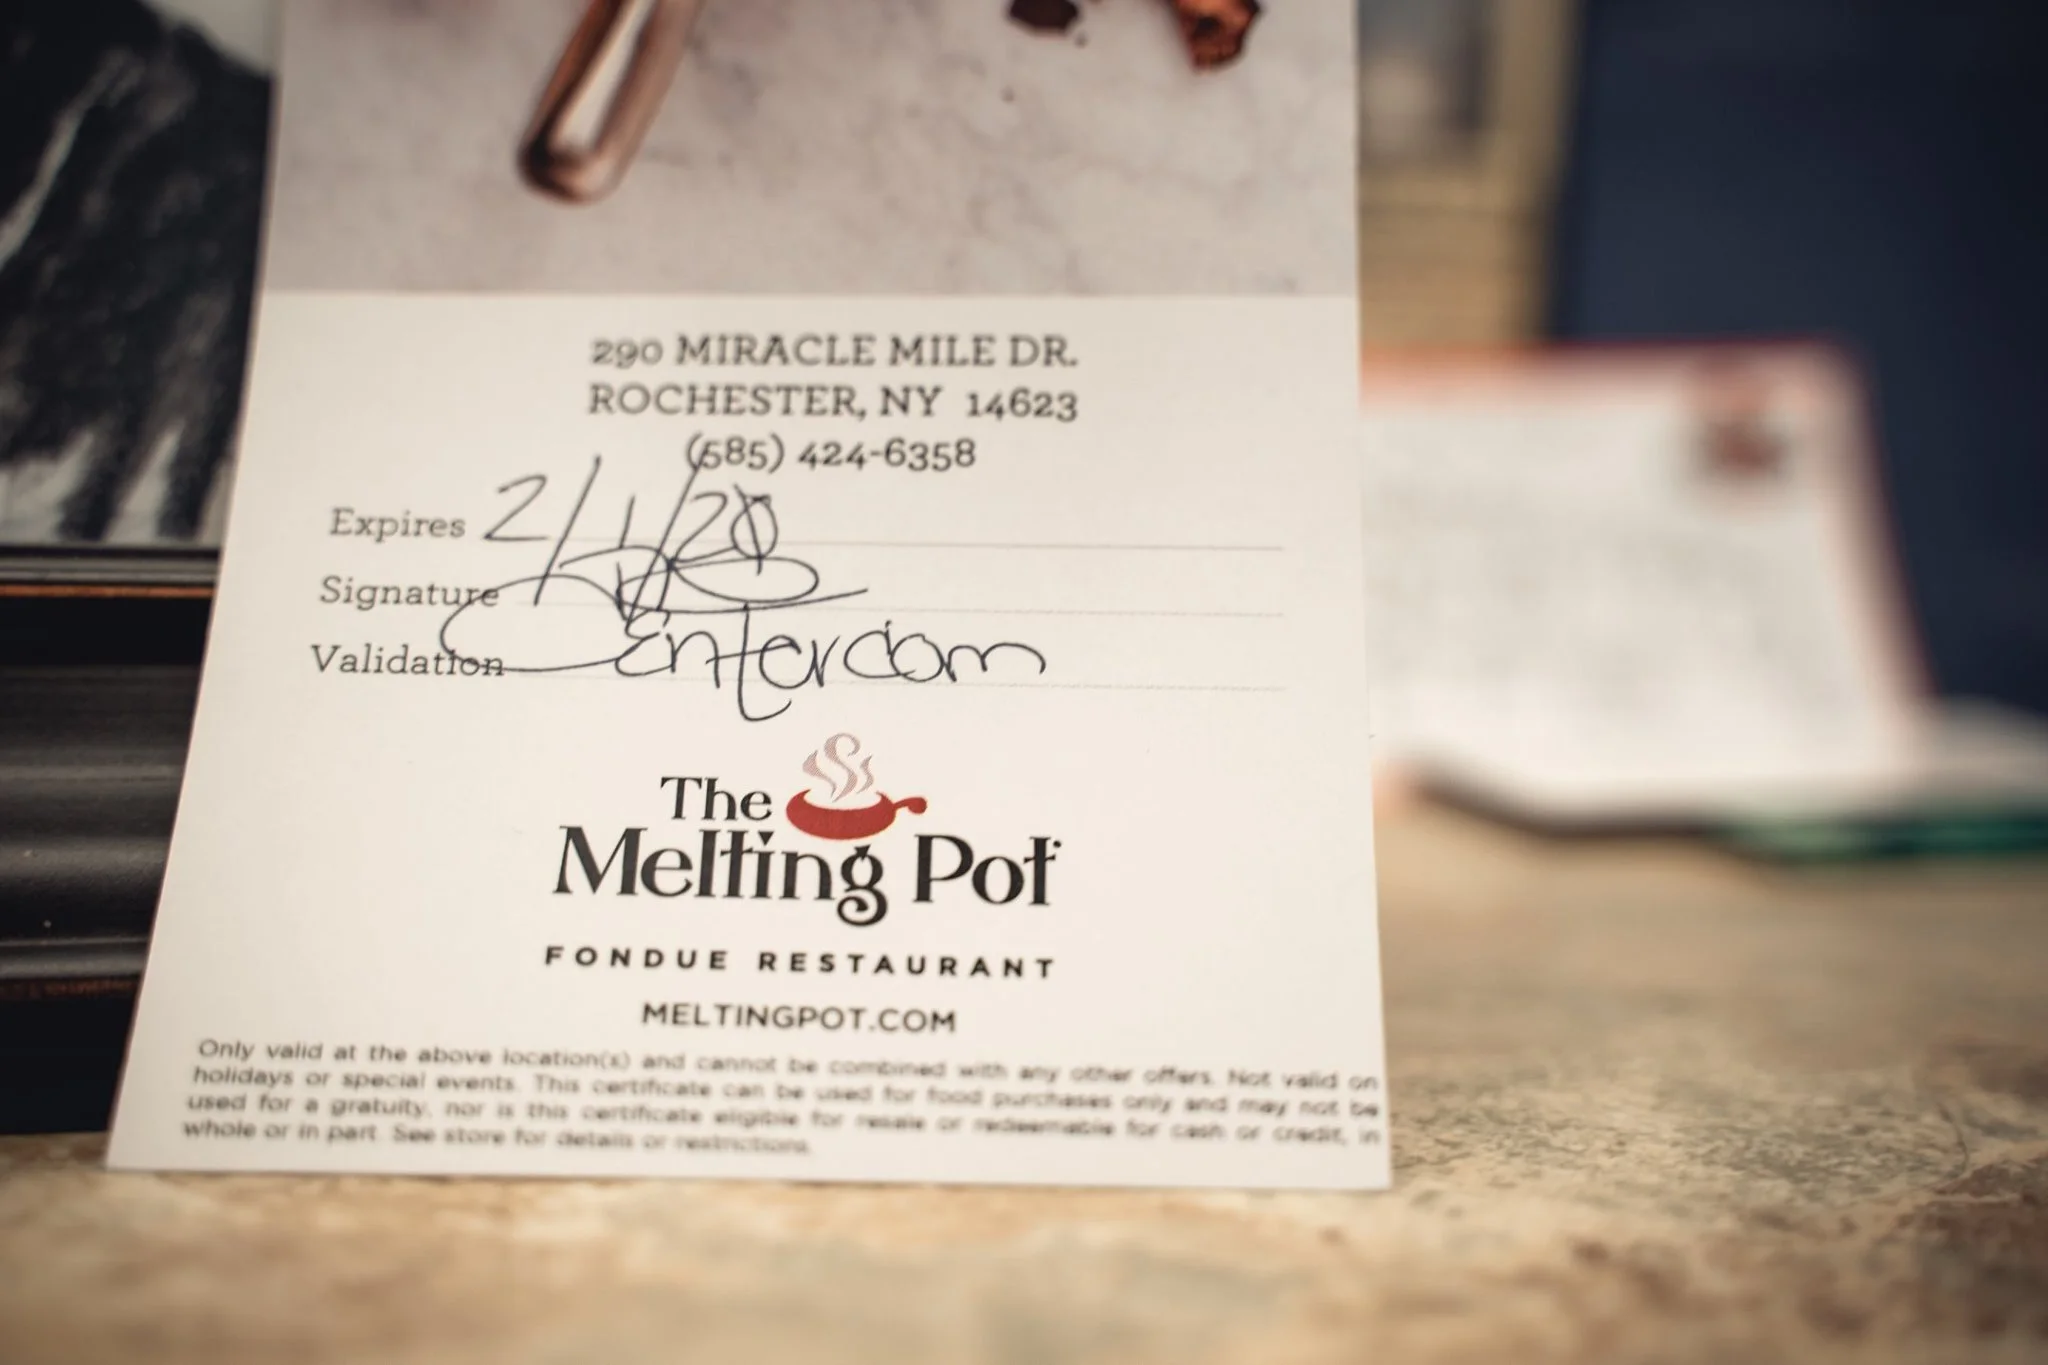 290 MIRACLE MILE DR.
ROCHESTER, NY 14623
(585) 424-6358
Expires 2/1/20
Signature
Validation Entercom
The
Melting Pot
FONDUE RESTAURANT
MELTINGPOT.COM
Only valid at the above location(s) and cannot be combined with any other offers. Not valid on
holidays or special events. This certificate can be used for food purchases only and may not be
used for a gratuity, nor is this certificate eligible for resale or redeemable for cash or credit, in
whole or in part. See store for details or restrictions.